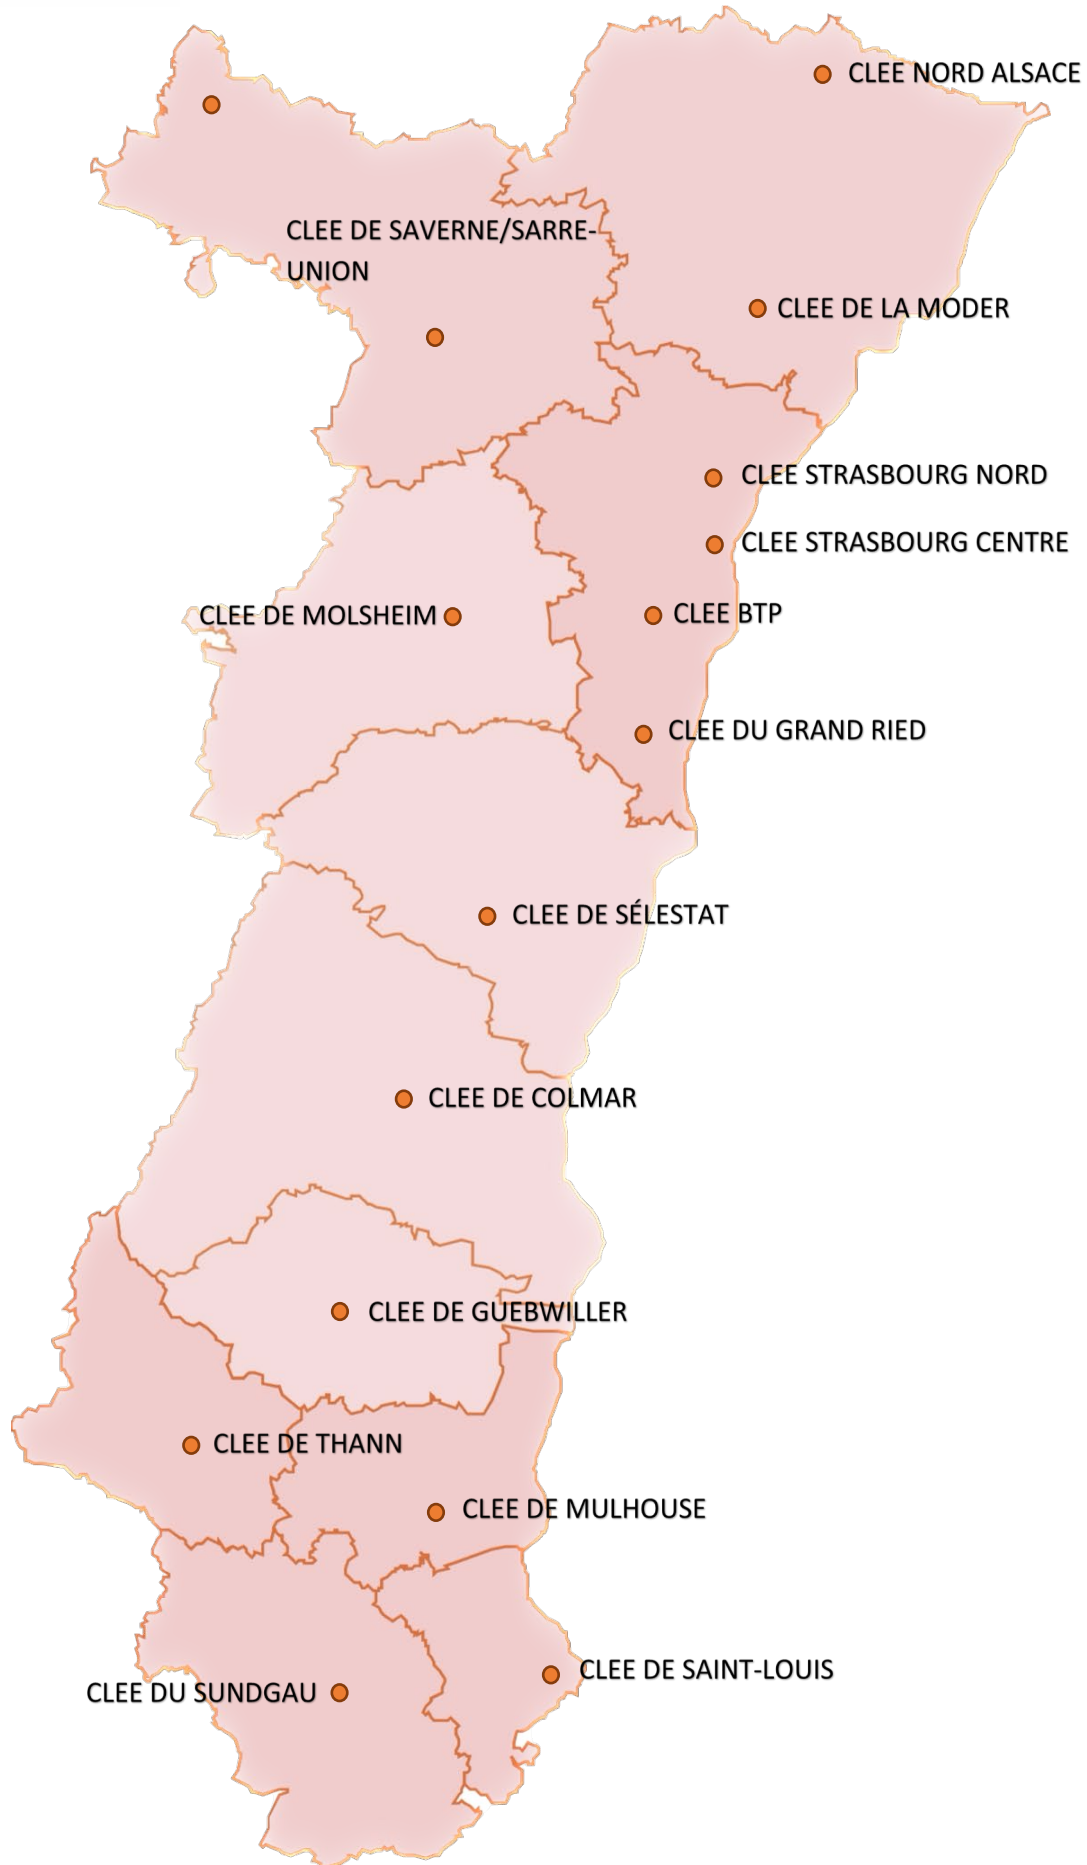 CLEE NORD ALSACE
CLEE DE SAVERNE/SARRE-
UNION
CLEE DE LA MODER
CLEE STRASBOURG NORD
CLEE STRASBOURG CENTRE
CLEE DE MOLSHEIM
CLEE BTP
CLEE DU GRAND RIED
CLEE DE SÉLESTAT
CLEE DE COLMAR
CLEE DE GUEBWILLER
CLEE DE THANN
CLEE DE MULHOUSE
CLEE DE SAINT-LOUIS
CLEE DU SUNDGAU